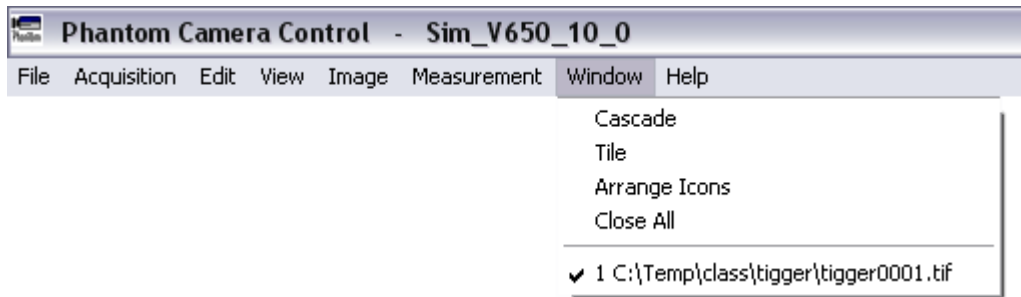 Phantom Camera Control - Sim_V650_10_0
File Acquisition Edit View Image Measurement Window Help
Cascade
Tile
Arrange Icons
Close All
✔ 1 C:\Temp\class\tigger\tigger0001.tif